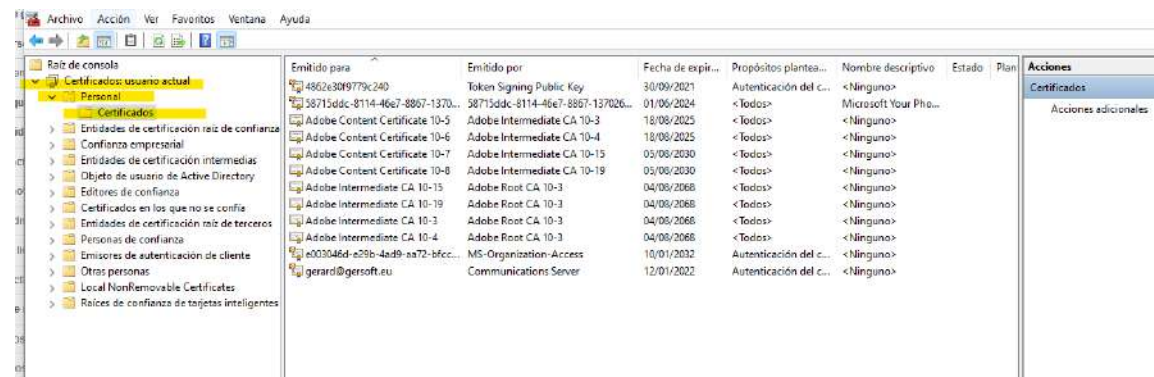 Archivo Acción Ver Favoritos Ventana Ayuda
Raíz de consola
Certificados: usuario actual
Personal
Certificados
Entidades de certificación raíz de confianza
Confianza empresarial
Entidades de certificación intermedias
Objeto de usuario de Active Directory
Editores de confianza
Certificados en los que no se confía
Entidades de certificación raíz de terceros
Personas de confianza
Emisores de autenticación de cliente
Otras personas
Local NonRemovable Certificates
Raíces de confianza de tarjetas inteligentes
Emitido para Emitido por Fecha de expir... Propósitos plantea... Nombre descriptivo Estado Plan
4862e30f9779c240 Token Signing Public Key 30/09/2021 Autenticación del c... <Ninguno>
58715ddc-8114-46e7-8867-1370... 58715ddc-8114-46e7-8867-137026... 01/06/2024 <Todos> Microsoft Your Pho...
Adobe Content Certificate 10-5 Adobe Intermediate CA 10-3 18/08/2025 <Todos> <Ninguno>
Adobe Content Certificate 10-6 Adobe Intermediate CA 10-4 18/08/2025 <Todos> <Ninguno>
Adobe Content Certificate 10-7 Adobe Intermediate CA 10-15 05/08/2030 <Todos> <Ninguno>
Adobe Content Certificate 10-8 Adobe Intermediate CA 10-19 05/08/2030 <Todos> <Ninguno>
Adobe Intermediate CA 10-15 Adobe Root CA 10-3 04/08/2068 <Todos> <Ninguno>
Adobe Intermediate CA 10-19 Adobe Root CA 10-3 04/08/2068 <Todos> <Ninguno>
Adobe Intermediate CA 10-3 Adobe Root CA 10-3 04/08/2068 <Todos> <Ninguno>
Adobe Intermediate CA 10-4 Adobe Root CA 10-3 04/08/2068 <Todos> <Ninguno>
e003046d-e29b-4ad9-aa72-bfcc... MS-Organization-Access 10/01/2032 Autenticación del c... <Ninguno>
gerard@gersoft.eu Communications Server 12/01/2022 Autenticación del c... <Ninguno>
Acciones
Certificados
Acciones adicionales